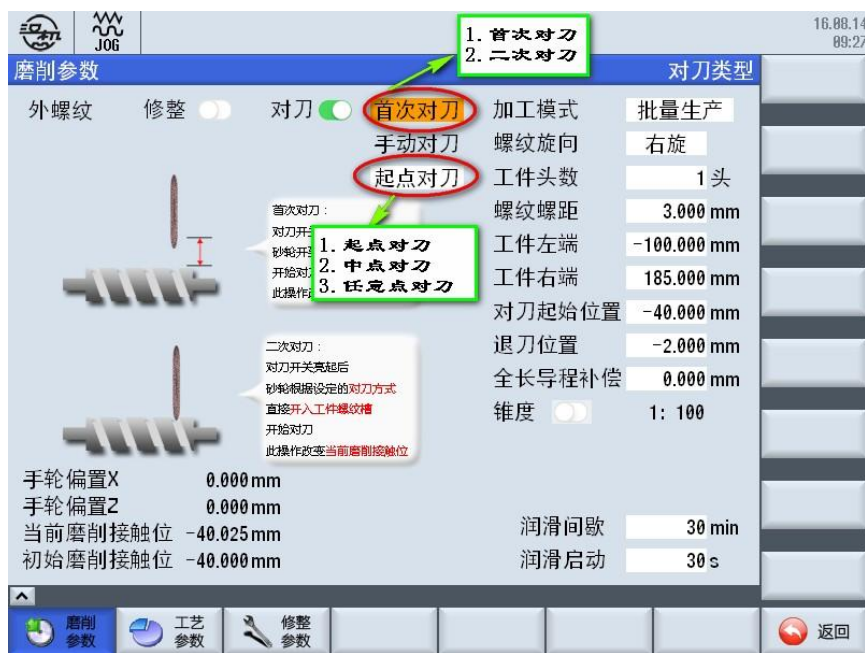 JOG
16.08.14
09:27
1. 首次对刀
2. 二次对刀
磨削参数
对刀类型
外螺纹 修整 对刀 首次对刀
手动对刀
起点对刀
加工模式 批量生产
螺纹旋向 右旋
工件头数 1 头
螺纹螺距 3.000 mm
工件左端 -100.000 mm
工件右端 185.000 mm
对刀起始位置 -40.000 mm
退刀位置 -2.000 mm
全长导程补偿 0.000 mm
锥度 1: 100
首次对刀:
对刀开
砂轮开
开始对
此操作
1. 起点对刀
2. 中点对刀
3. 任意点对刀
二次对刀:
对刀开关亮起后
砂轮根据设定的对刀方式
直接开入工件螺纹槽
开始对刀
此操作改变当前磨削接触位
手轮偏置X 0.000mm
手轮偏置Z 0.000mm
当前磨削接触位 -40.025mm
初始磨削接触位 -40.000mm
润滑间歇 30 min
润滑启动 30 s
磨削
参数
工艺
参数
修整
参数
返回